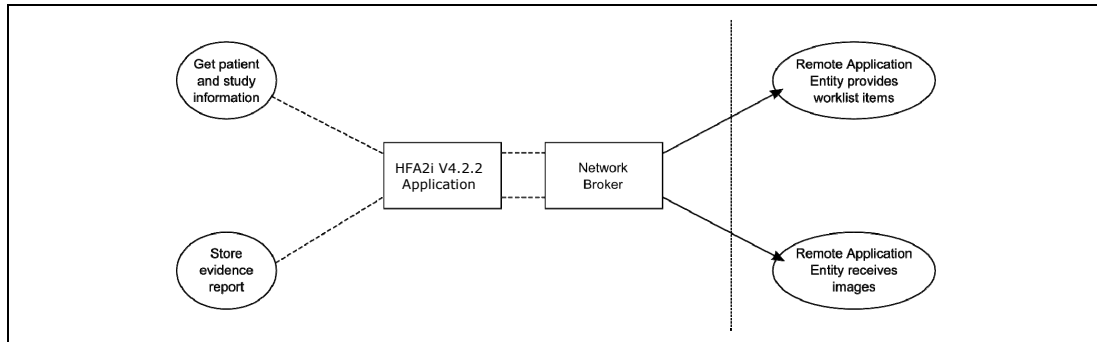 Get patient
and study
information
Remote Application
Entity provides
worklist items
HFA2i V4.2.2
Application
Network
Broker
Store
evidence
report
Remote Application
Entity receives
images